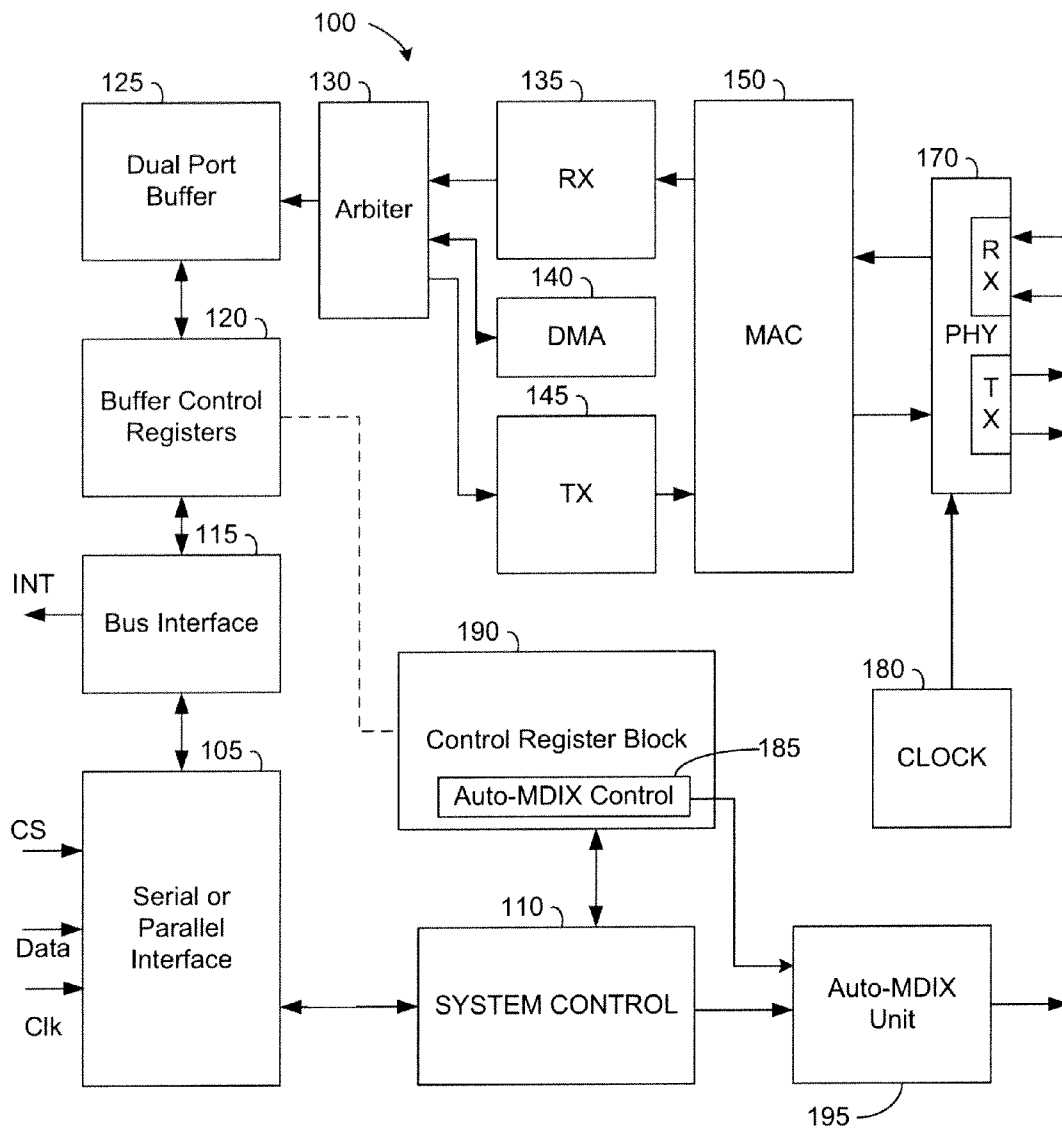 100
125
130
135
150
170
Dual Port
Buffer
Arbiter
RX
R
X
PHY
T
X
140
DMA
MAC
120
Buffer Control
Registers
145
TX
115
INT
Bus Interface
190
Control Register Block
185
Auto-MDIX Control
180
CLOCK
105
CS
Data
Clk
Serial or
Parallel
Interface
110
SYSTEM CONTROL
Auto-MDIX
Unit
195